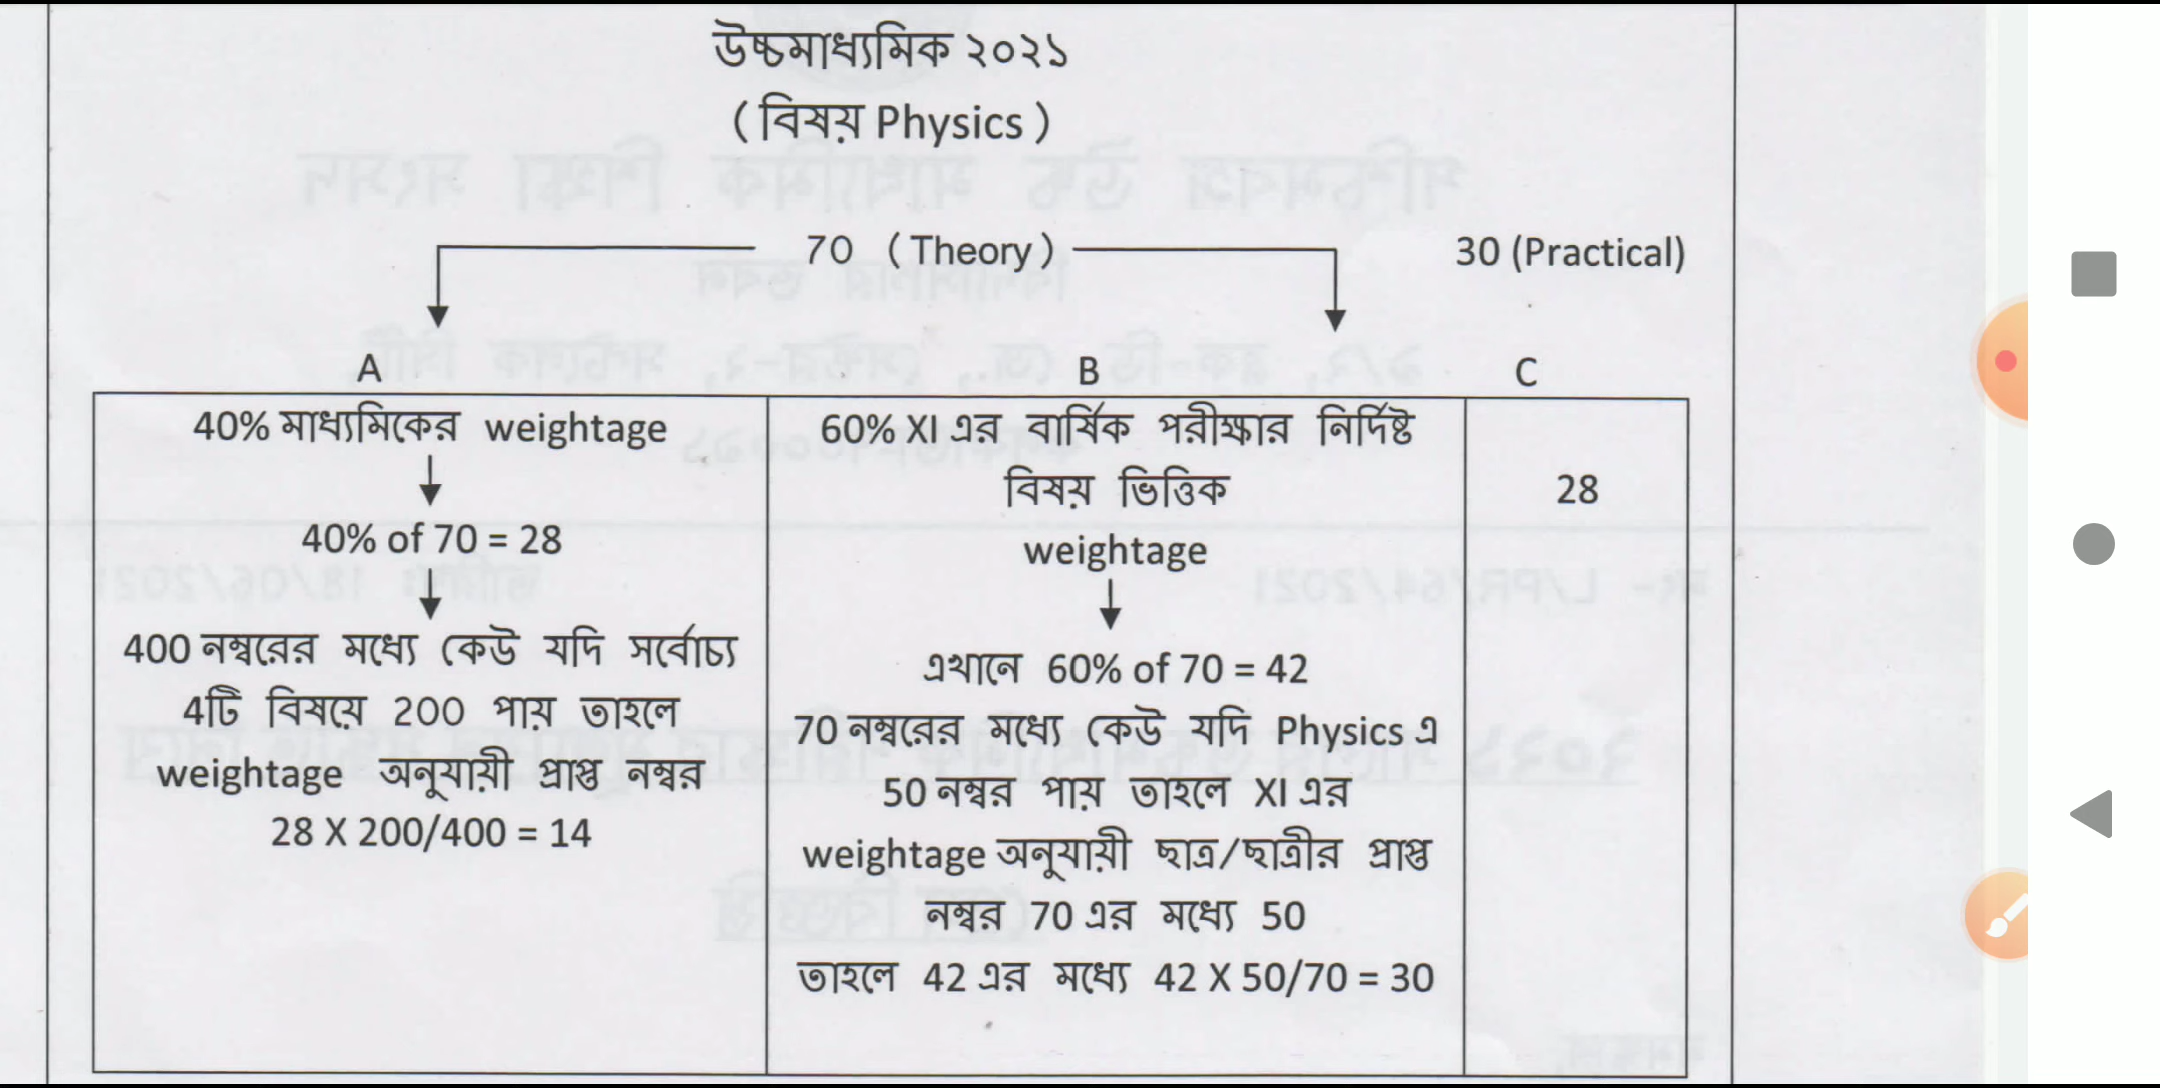 উচ্চমাধ্যমিক ২০২১
( বিষয় Physics )
70 ( Theory )
30 (Practical)
A
B
C
40% মাধ্যমিকের weightage
40% of 70 = 28
400 নম্বরের মধ্যে কেউ যদি সর্বোচ্য
4টি বিষয়ে 200 পায় তাহলে
weightage অনুযায়ী প্রাপ্ত নম্বর
28 X 200/400 = 14
60% XI এর বার্ষিক পরীক্ষার নির্দিষ্ট
বিষয় ভিত্তিক
weightage
এখানে 60% of 70 = 42
70 নম্বরের মধ্যে কেউ যদি Physics এ
50 নম্বর পায় তাহলে XI এর
weightage অনুযায়ী ছাত্র/ছাত্রীর প্রাপ্ত
নম্বর 70 এর মধ্যে 50
তাহলে 42 এর মধ্যে 42 X 50/70 = 30
28